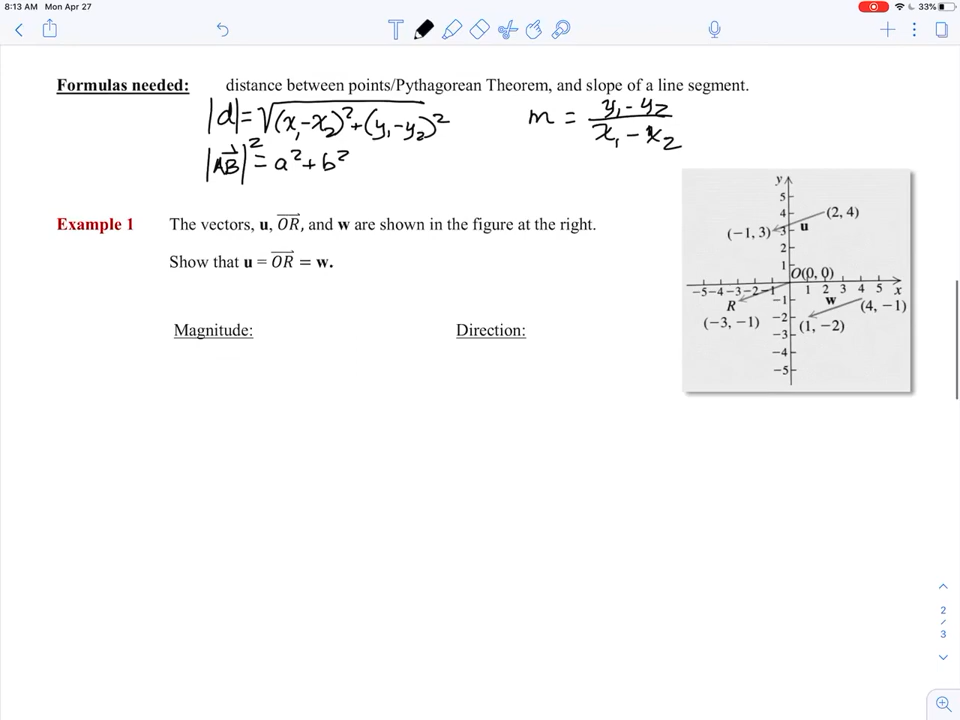 8:13 AM Mon Apr 27
33%
T
Formulas needed: distance between points/Pythagorean Theorem, and slope of a line segment.
|d| = √(x₁-x₂)²+(y₁-y₂)²
m = y₁-y₂ / x₁-x₂
|AB|² = a²+b²
Example 1 The vectors, u, OR, and w are shown in the figure at the right.
Show that u = OR = w.
Magnitude: Direction:
y
5
4 (2, 4)
(−1, 3) 3 u
2
1 O(0, 0)
−5 −4 −3 −2 −1 1 2 3 4 5 x
R −1 w (4, −1)
(−3, −1) −2 (1, −2)
−3
−4
−5
2
/
3